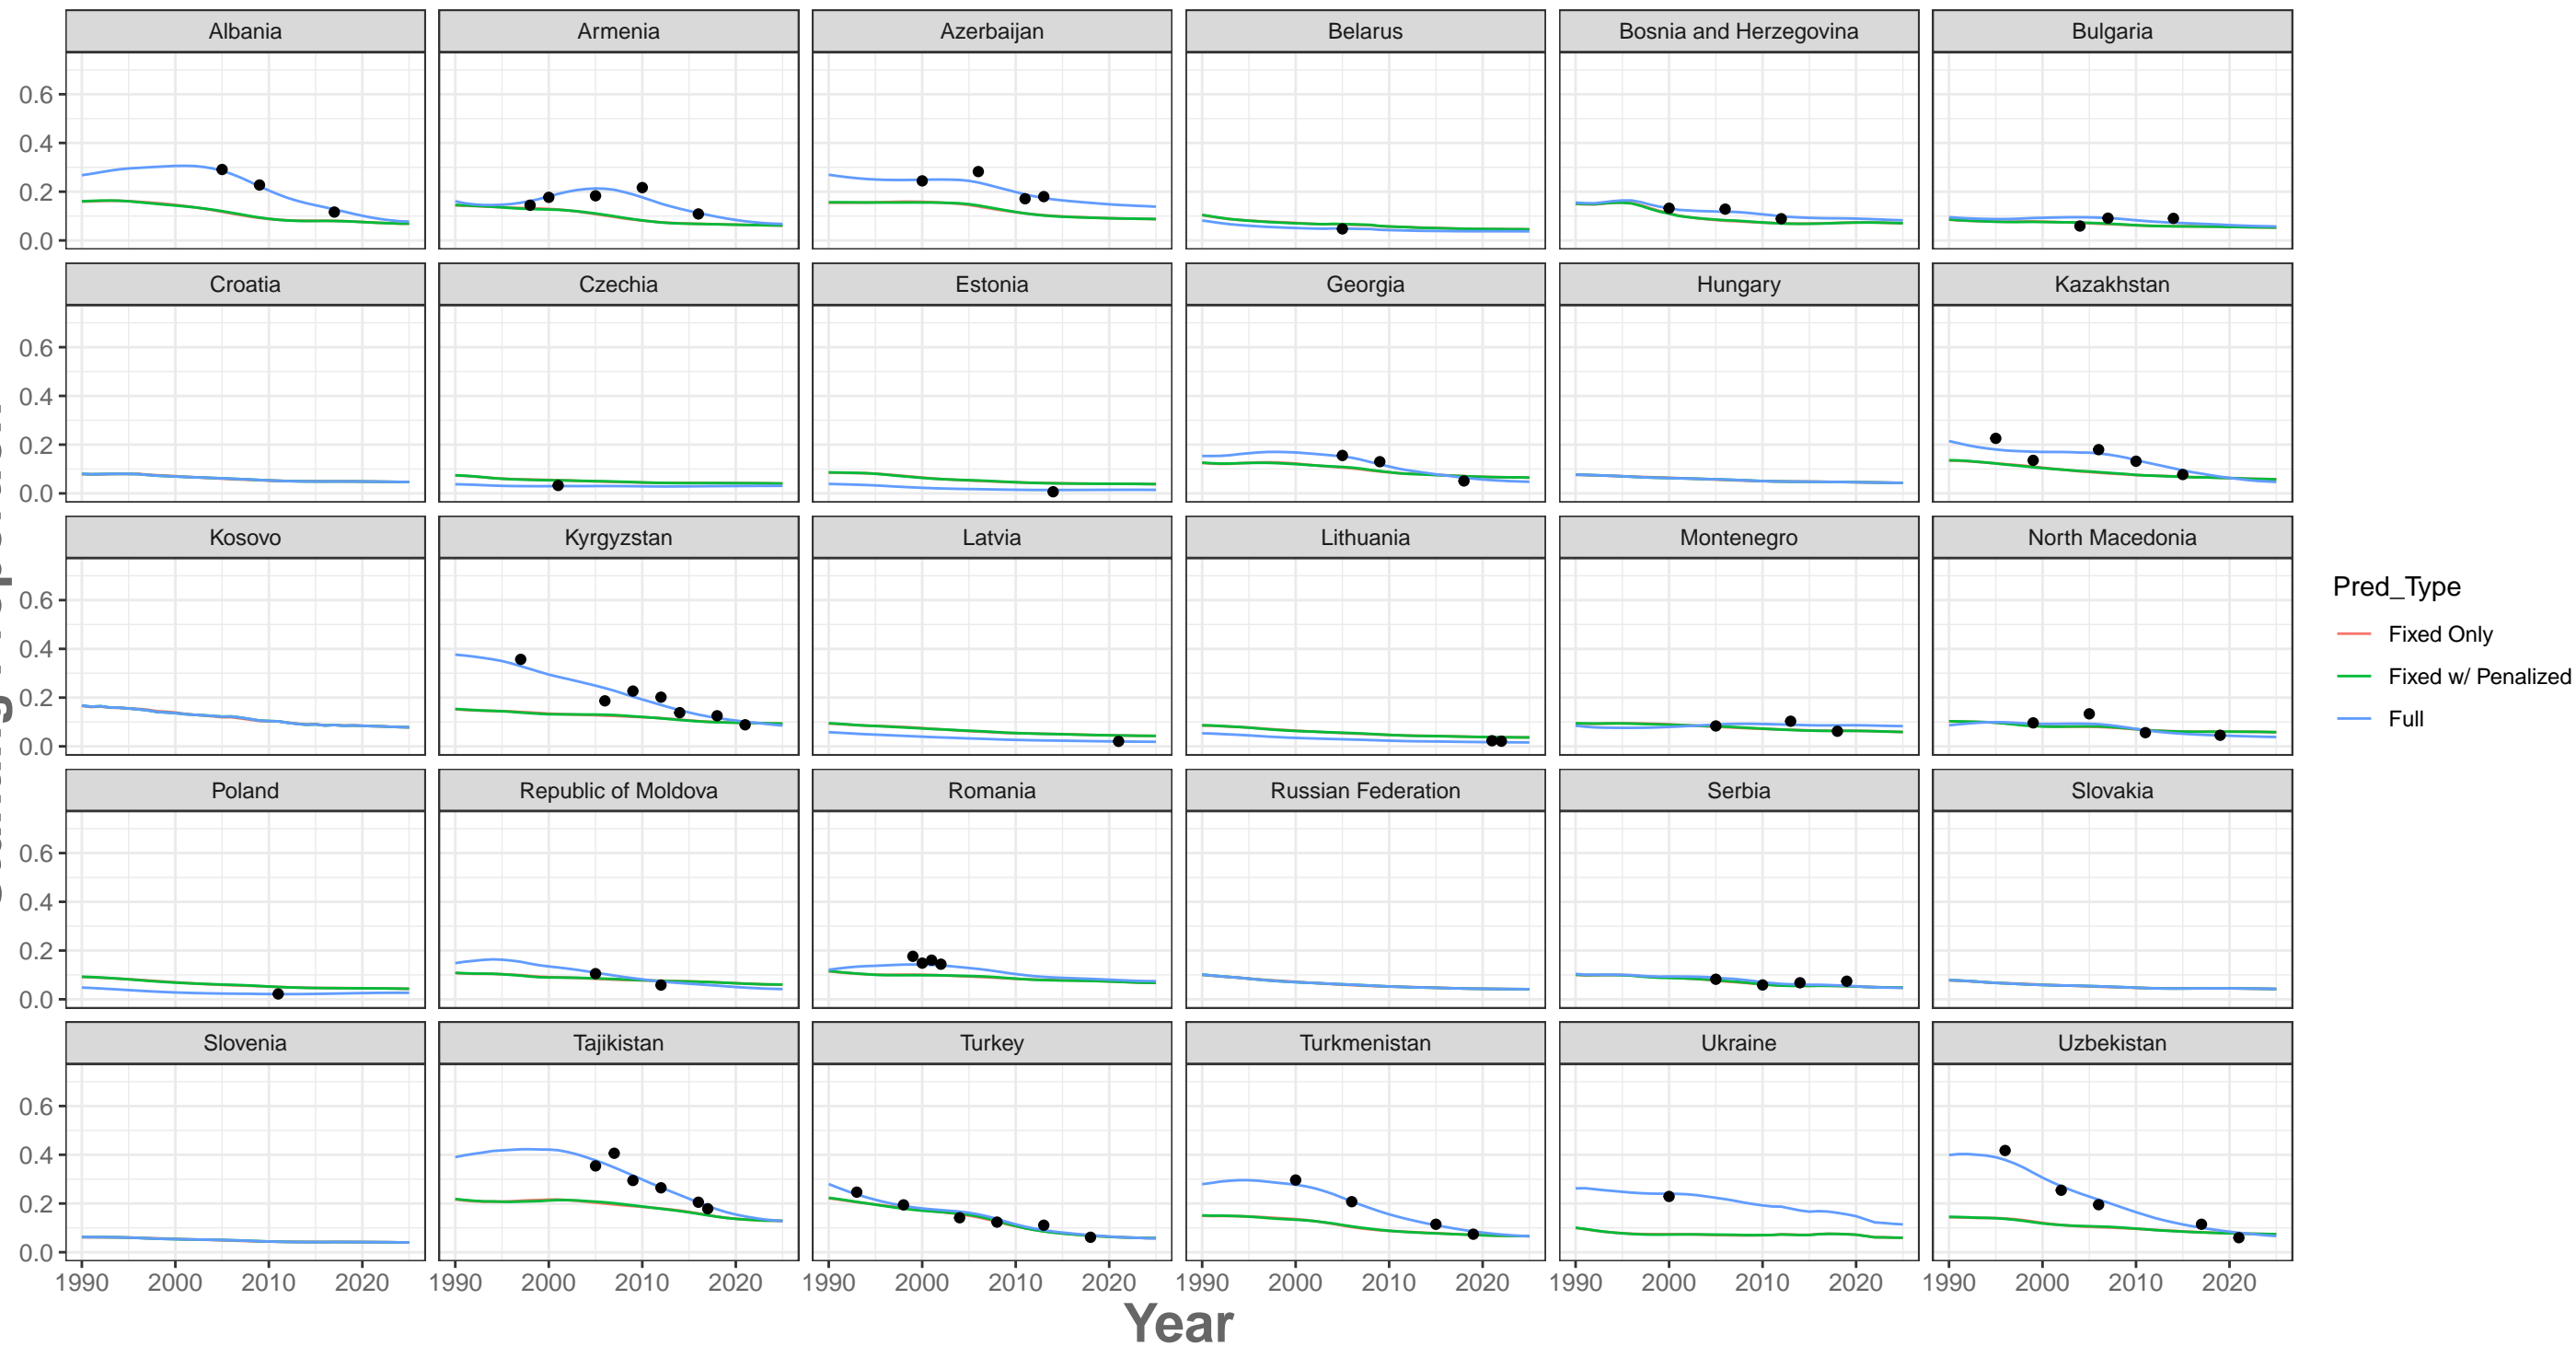 Albania Armenia Azerbaijan Belarus Bosnia and Herzegovina Bulgaria
0.6
0.4
0.2
0.0
Croatia Czechia Estonia Georgia Hungary Kazakhstan
0.6
0.4
0.2
0.0
Kosovo Kyrgyzstan Latvia Lithuania Montenegro North Macedonia
0.6
0.4
0.2
0.0
Poland Republic of Moldova Romania Russian Federation Serbia Slovakia
0.6
0.4
0.2
0.0
Slovenia Tajikistan Turkey Turkmenistan Ukraine Uzbekistan
0.6
0.4
0.2
0.0
1990 2000 2010 2020 1990 2000 2010 2020 1990 2000 2010 2020 1990 2000 2010 2020 1990 2000 2010 2020 1990 2000 2010 2020
Year
Pred_Type
Fixed Only
Fixed w/ Penalized
Full